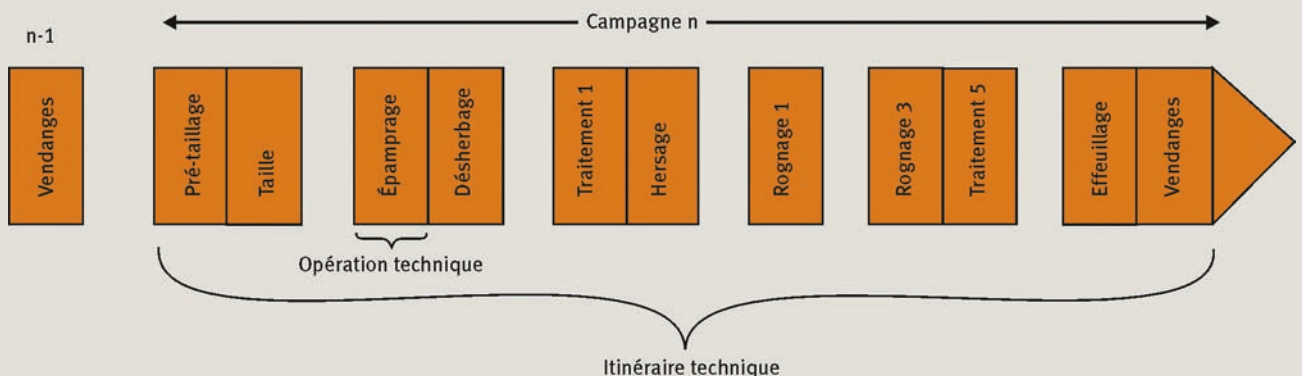 Campagne n
n-1
Vendanges
Pré-taillage
Taille
Épamprage
Désherbage
Traitement 1
Hersage
Rognage 1
Rognage 3
Traitement 5
Effeuillage
Vendanges
Opération technique
Itinéraire technique